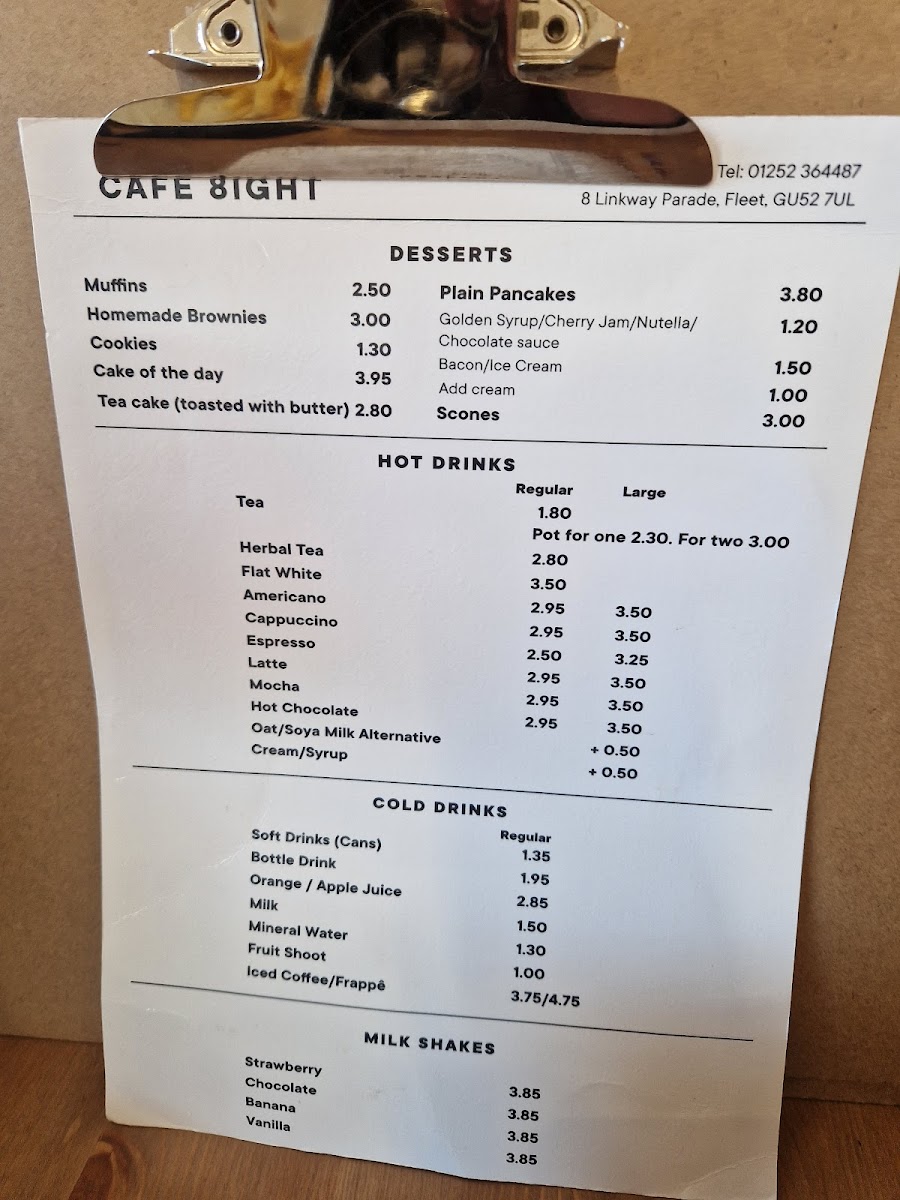 CAFE 8IGHT
Tel: 01252 364487
8 Linkway Parade, Fleet, GU52 7UL
DESSERTS
Muffins 2.50
Homemade Brownies 3.00
Cookies 1.30
Cake of the day 3.95
Tea cake (toasted with butter) 2.80
Plain Pancakes 3.80
Golden Syrup/Cherry Jam/Nutella/ 1.20
Chocolate sauce
Bacon/Ice Cream 1.50
Add cream 1.00
Scones 3.00
HOT DRINKS
Regular Large
Tea 1.80
Pot for one 2.30. For two 3.00
Herbal Tea 2.80
Flat White 3.50
Americano 2.95 3.50
Cappuccino 2.95 3.50
Espresso 2.50 3.25
Latte 2.95 3.50
Mocha 2.95 3.50
Hot Chocolate 2.95 3.50
Oat/Soya Milk Alternative + 0.50
Cream/Syrup + 0.50
COLD DRINKS
Regular
Soft Drinks (Cans) 1.35
Bottle Drink 1.95
Orange / Apple Juice 2.85
Milk 1.50
Mineral Water 1.30
Fruit Shoot 1.00
Iced Coffee/Frappê 3.75/4.75
MILK SHAKES
Strawberry 3.85
Chocolate 3.85
Banana 3.85
Vanilla 3.85